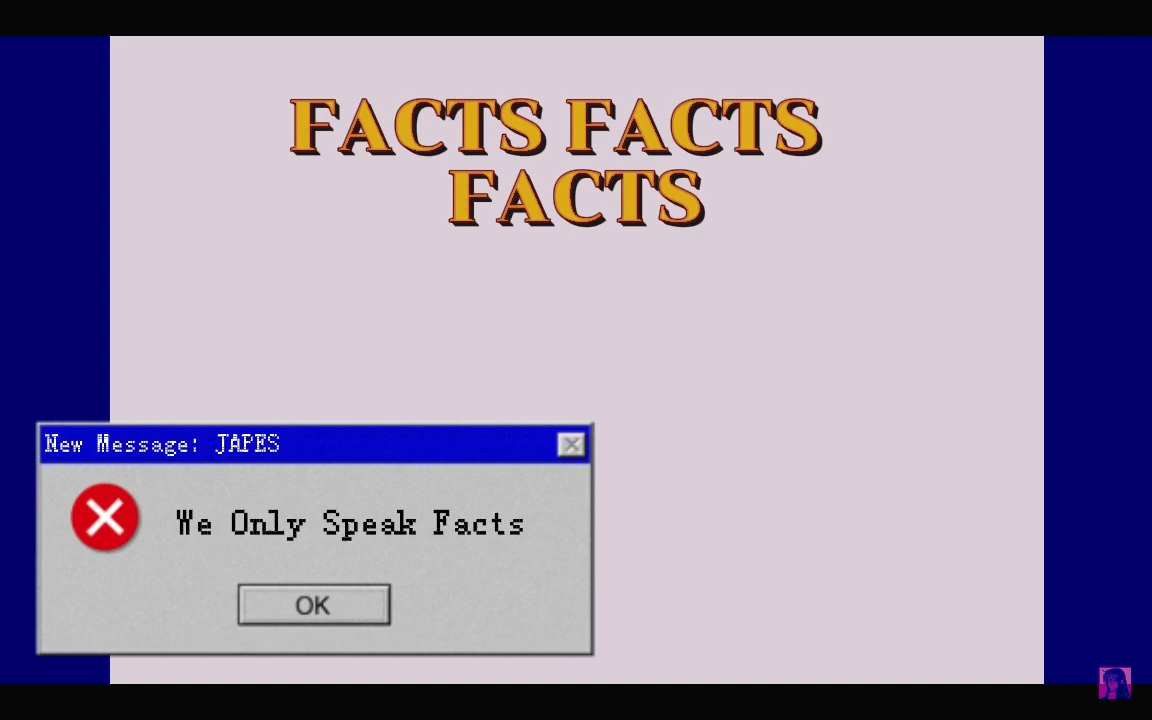 FACTS FACTS
FACTS
New Message: JAPES
We Only Speak Facts
OK